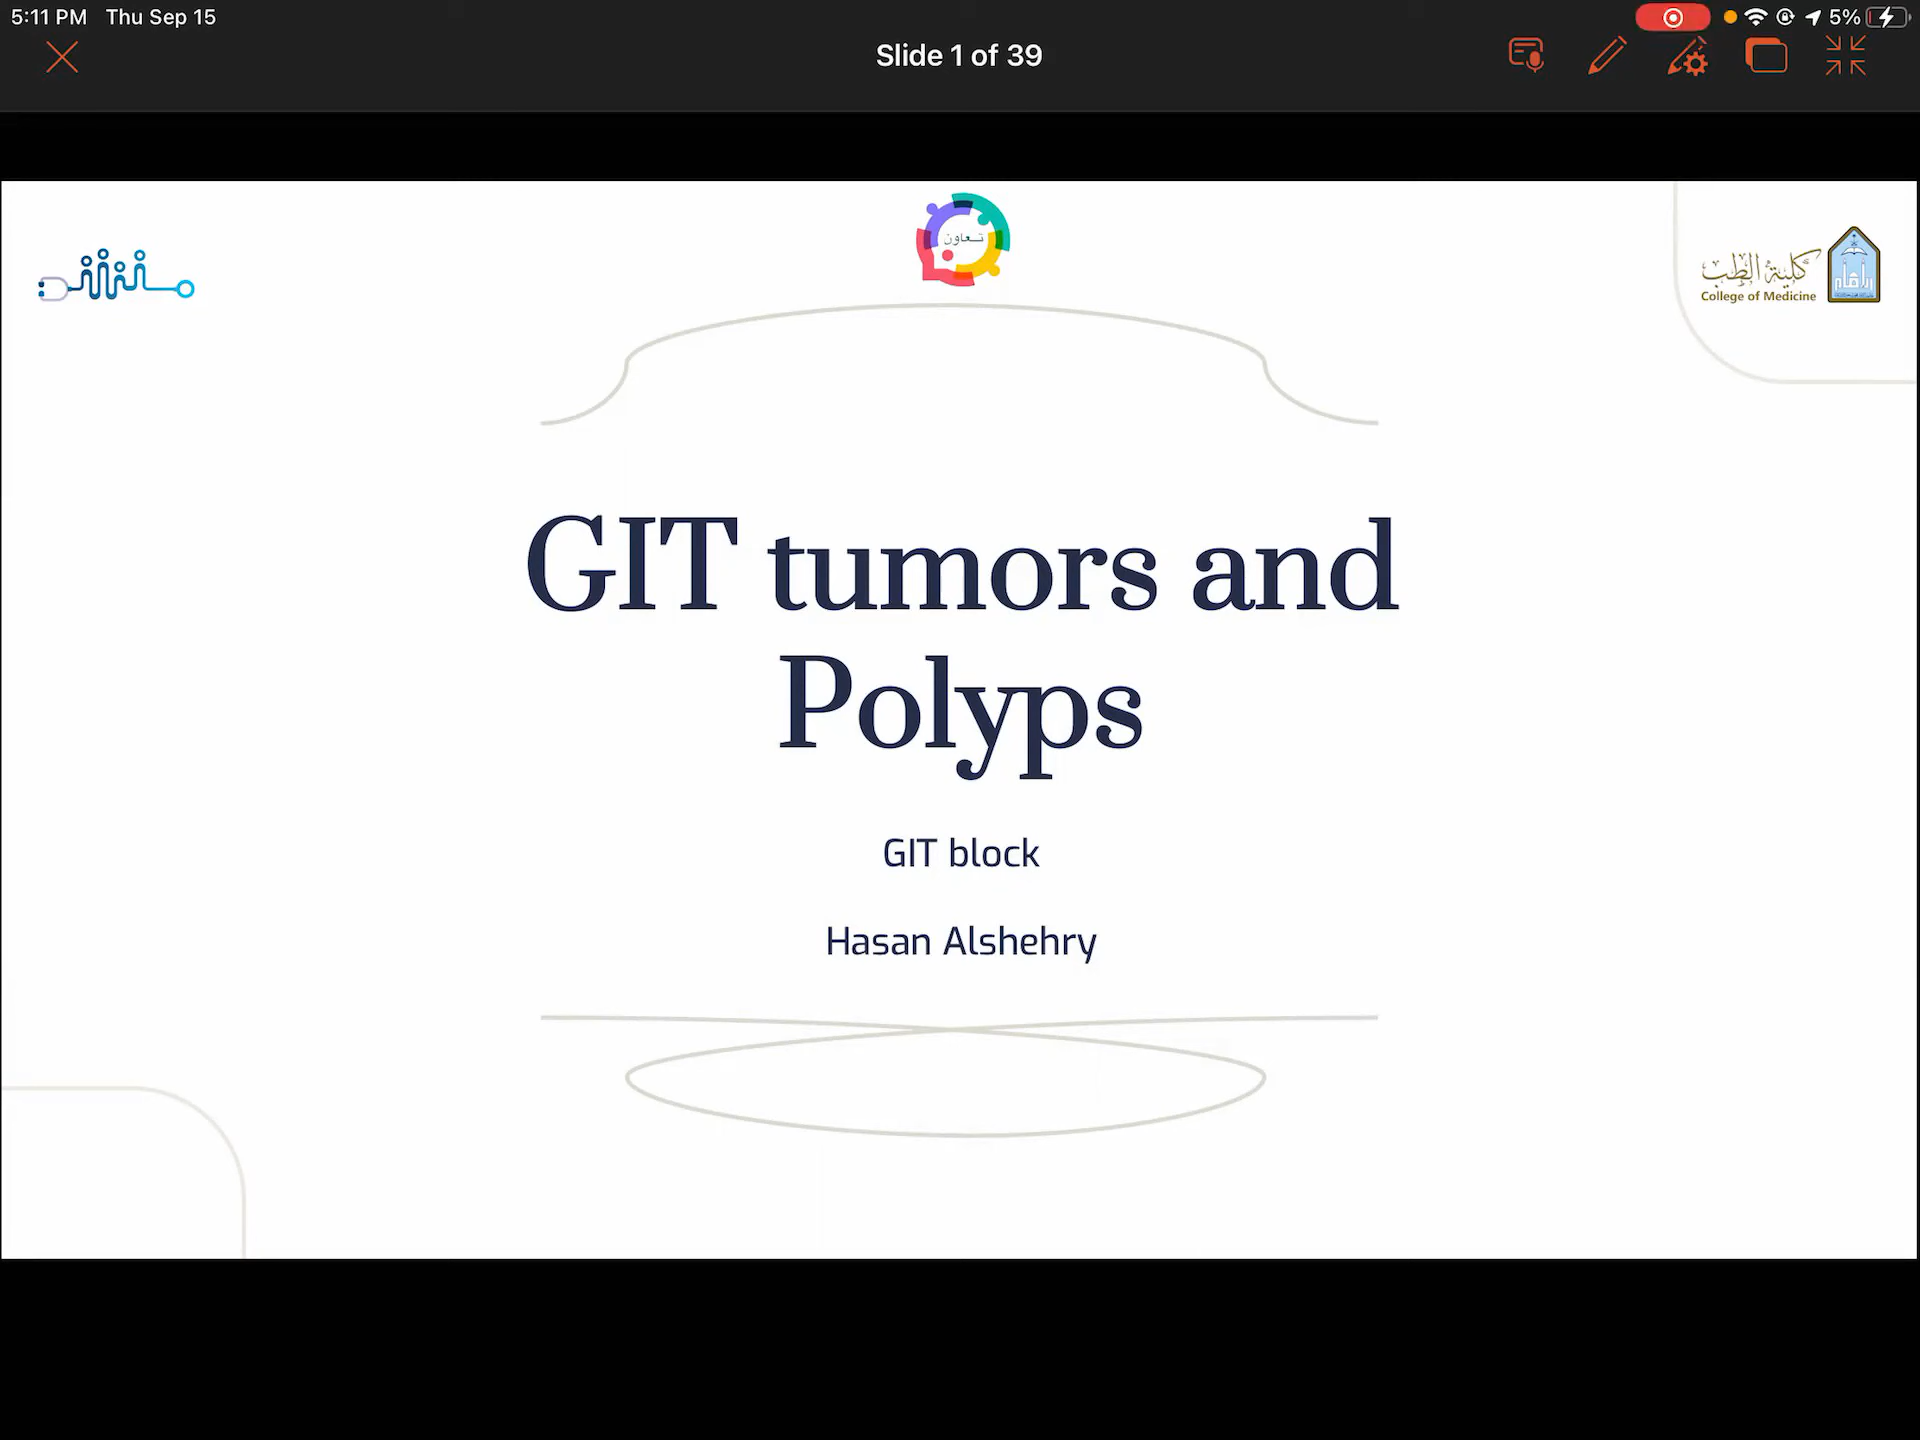 5:11 PM Thu Sep 15
5%
Slide 1 of 39
تعاون
كلية الطب
College of Medicine
GIT tumors and
Polyps
GIT block
Hasan Alshehry